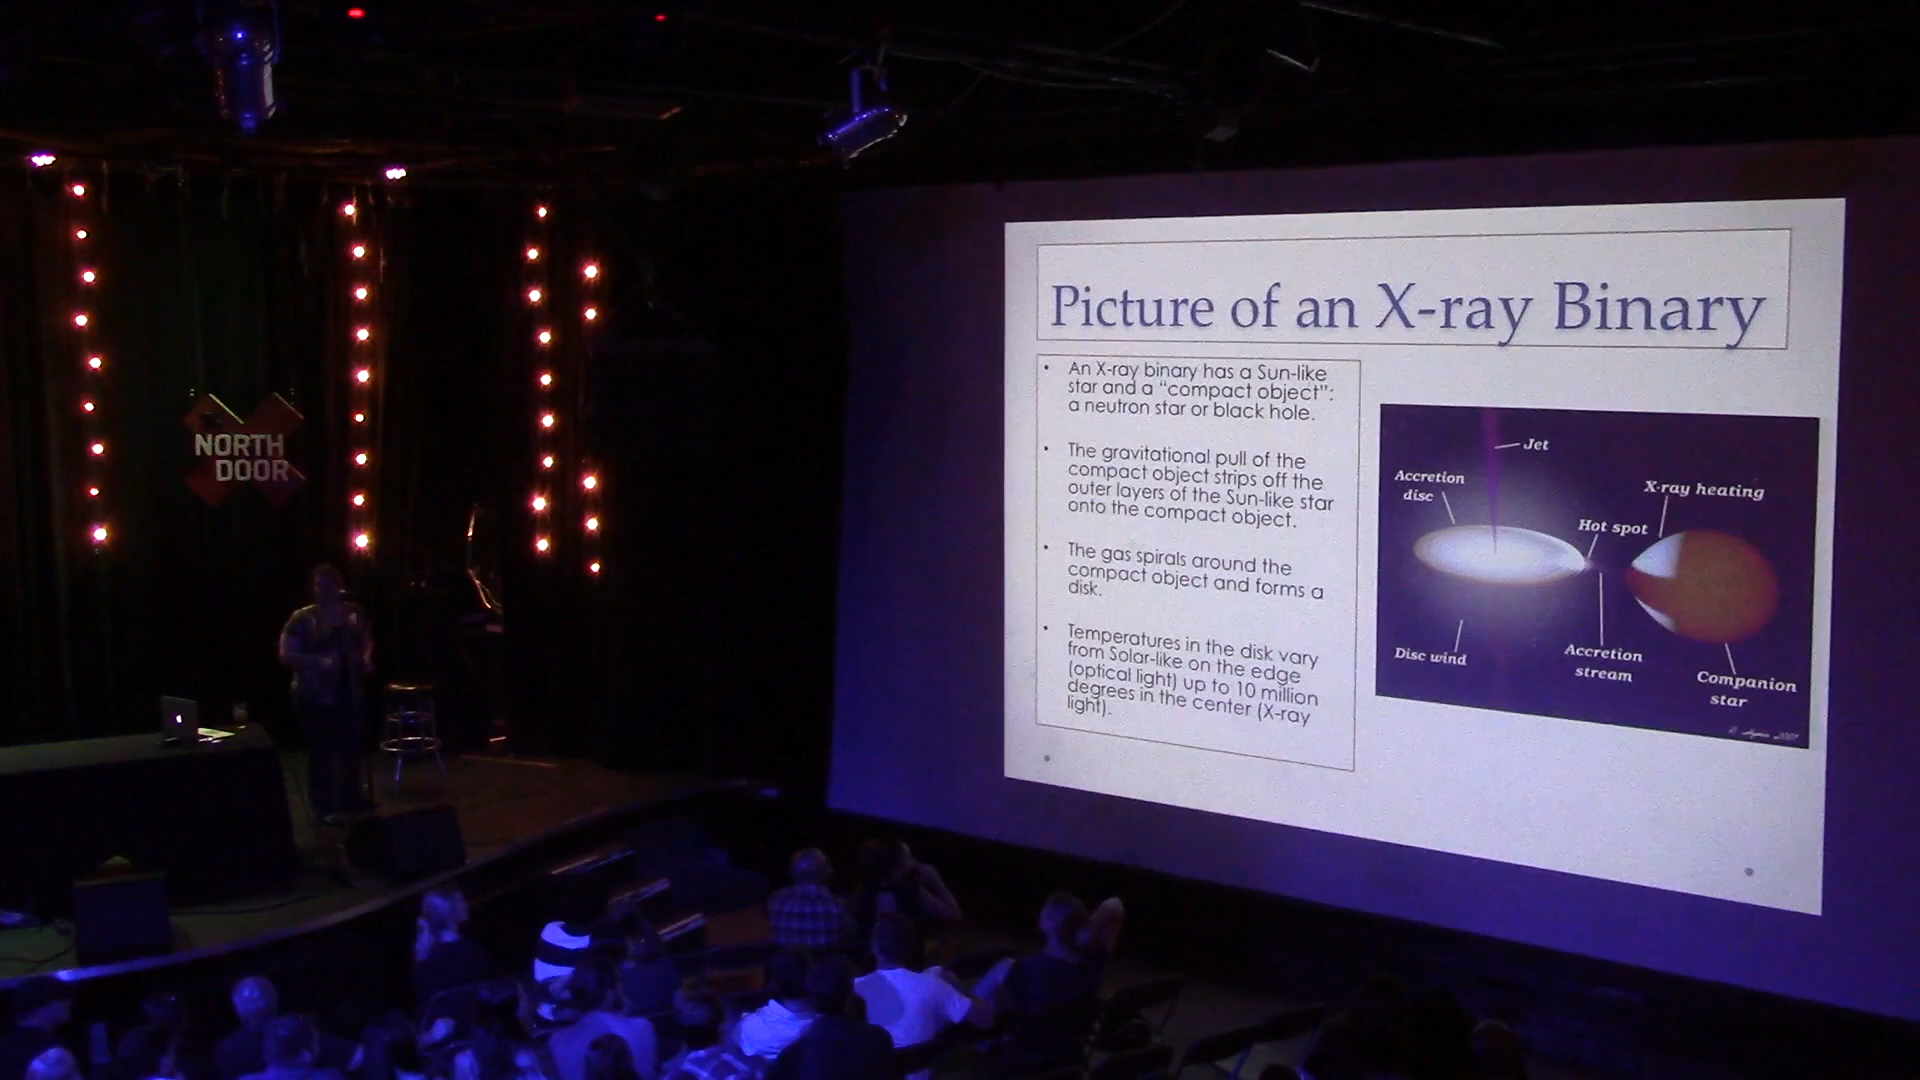 NORTH
DOOR
Picture of an X-ray Binary
• An X-ray binary has a Sun-like
star and a “compact object”:
a neutron star or black hole.
• The gravitational pull of the
compact object strips off the
outer layers of the Sun-like star
onto the compact object.
• The gas spirals around the
compact object and forms a
disk.
• Temperatures in the disk vary
from Solar-like on the edge
(optical light) up to 10 million
degrees in the center (X-ray
light).
Jet
Accretion
disc
X-ray heating
Hot spot
Disc wind
Accretion
stream
Companion
star